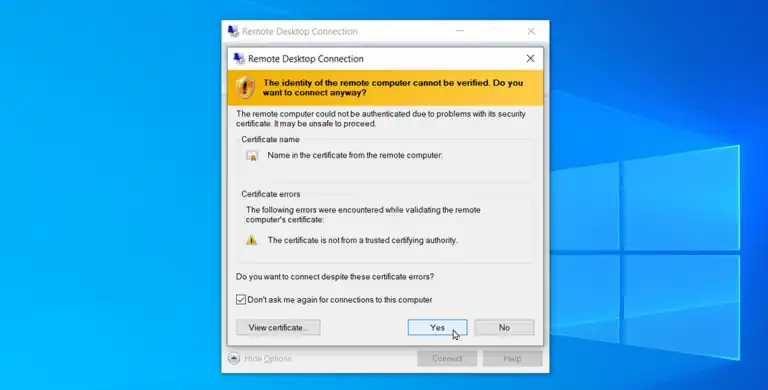 Remote Desktop Connection
Remote Desktop Connection
The identity of the remote computer cannot be verified. Do you
want to connect anyway?
The remote computer could not be authenticated due to problems with its security
certificate. It may be unsafe to proceed.
Certificate name
Name in the certificate from the remote computer:
Certificate errors
The following errors were encountered while validating the remote
computer's certificate:
The certificate is not from a trusted certifying authority.
Do you want to connect despite these certificate errors?
Don't ask me again for connections to this computer
View certificate... Yes No
Hide Options Connect Help